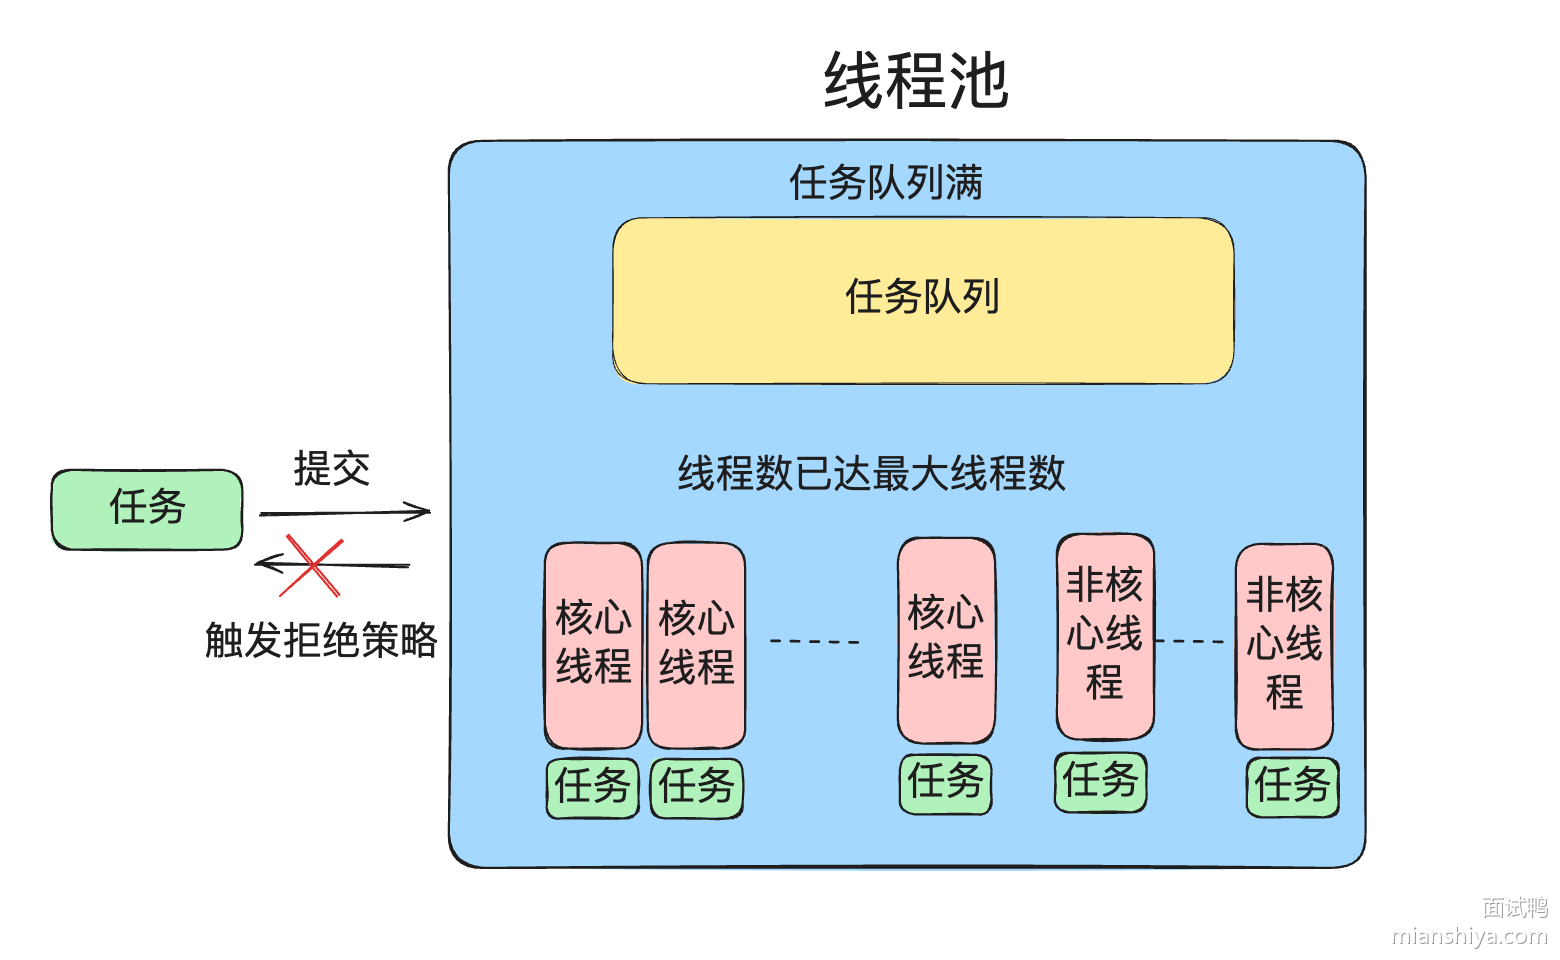 线程池
任务队列满
任务队列
线程数已达最大线程数
提交
任务
触发拒绝策略
核心
线程
核心
线程
核心
线程
非核
心线
程
非核
心线
程
任务
任务
任务
任务
任务
面试鸭
mianshiya.com